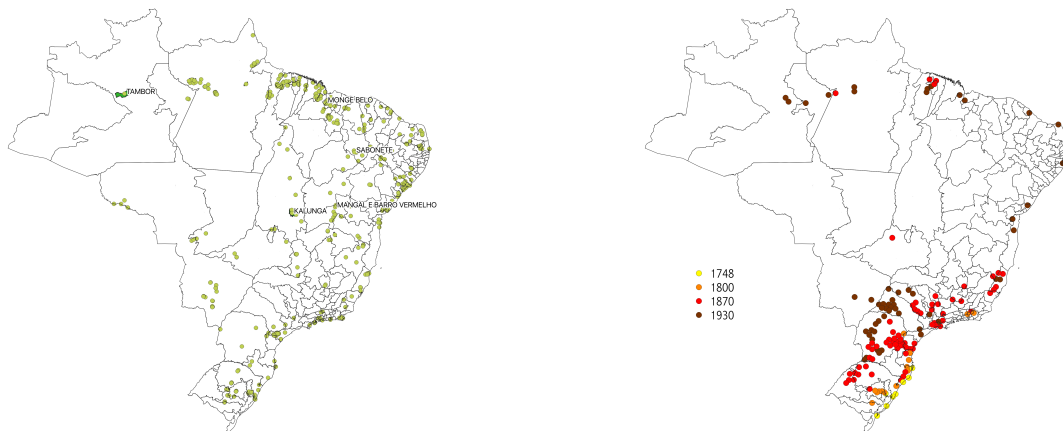 TAMBOR
MONGE BELO
SABONETE
MANGAL E BARRO VERMELHO
KALUNGA
1748
1800
1870
1930